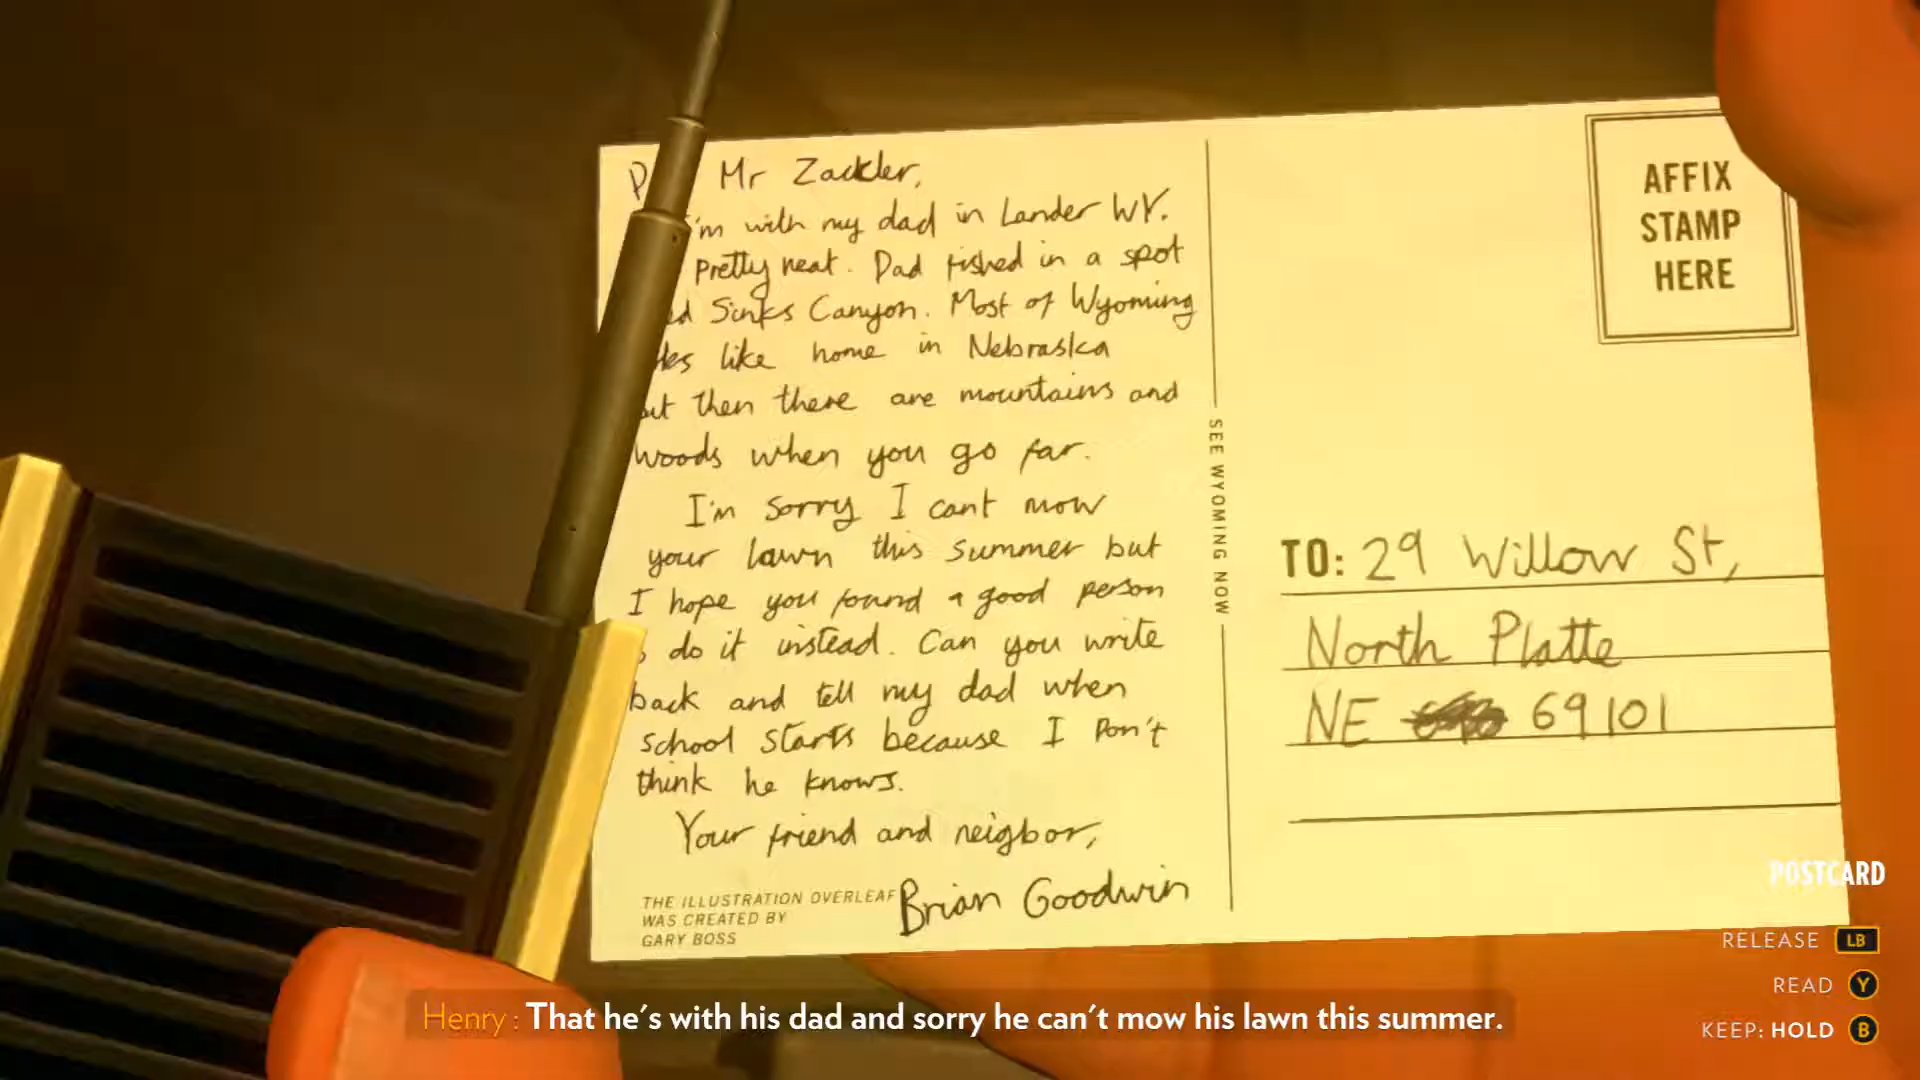 Mr Zackler,
'm with my dad in Lander WY.
Pretty neat. Dad fished in a spot
Sinks Canyon. Most of Wyoming
like home in Nebraska
but then there are mountains and
woods when you go far.
I'm sorry I cant mow
your lawn this summer but
I hope you found a good person
do it instead. Can you write
back and tell my dad when
school starts because I Don't
think he knows.
Your friend and neigbor,
Brian Goodwin
THE ILLUSTRATION OVERLEAF
WAS CREATED BY
GARY BOSS
SEE WYOMING NOW
AFFIX
STAMP
HERE
TO: 29 Willow St,
North Platte
NE 69101
POSTCARD
RELEASE LB
READ Y
KEEP: HOLD B
Henry: That he's with his dad and sorry he can't mow his lawn this summer.